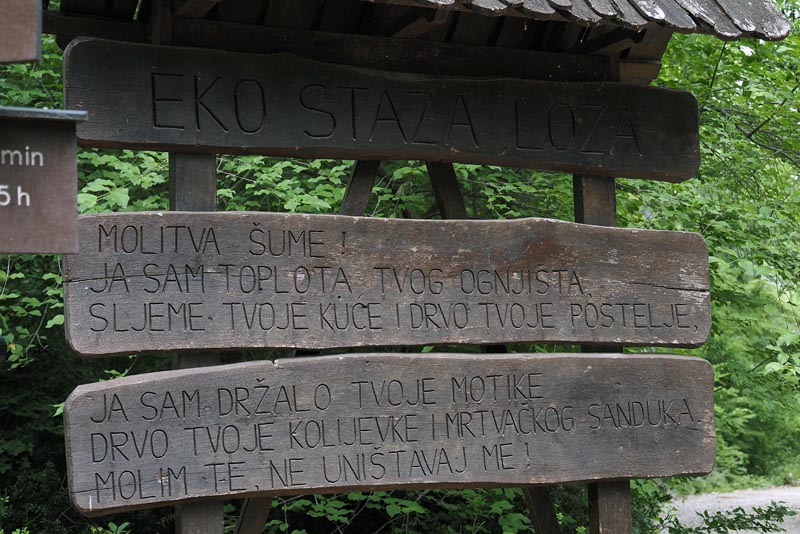 min
5 h
EKO STAZA LOZA
MOLITVA ŠUME !
JA SAM TOPLOTA TVOG OGNJIŠTA,
SLJEME TVOJE KUĆE I DRVO TVOJE POSTELJE,
JA SAM DRŽALO TVOJE MOTIKE
DRVO TVOJE KOLIJEVKE I MRTVAČKOG SANDUKA.
MOLIM TE, NE UNIŠTAVAJ ME !